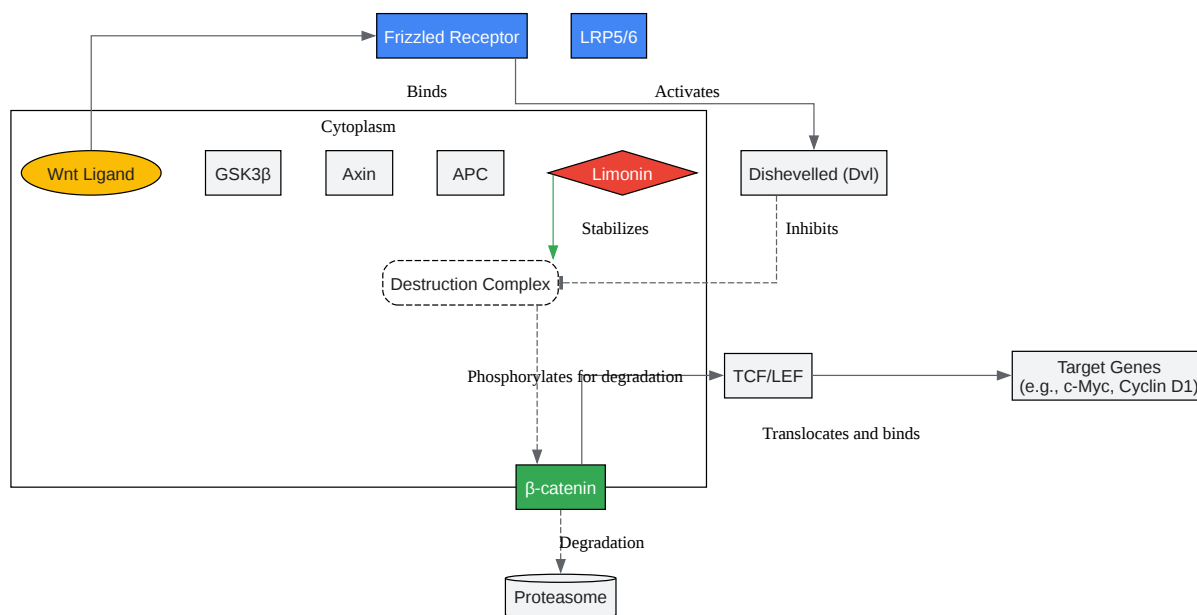 Frizzled Receptor
LRP5/6
Binds
Activates
Cytoplasm
Wnt Ligand
GSK3β
Axin
APC
Limonin
Dishevelled (Dvl)
Stabilizes
Inhibits
Destruction Complex
Phosphorylates for degradation
TCF/LEF
Target Genes
(e.g., c-Myc, Cyclin D1)
Translocates and binds
β-catenin
Degradation
Proteasome